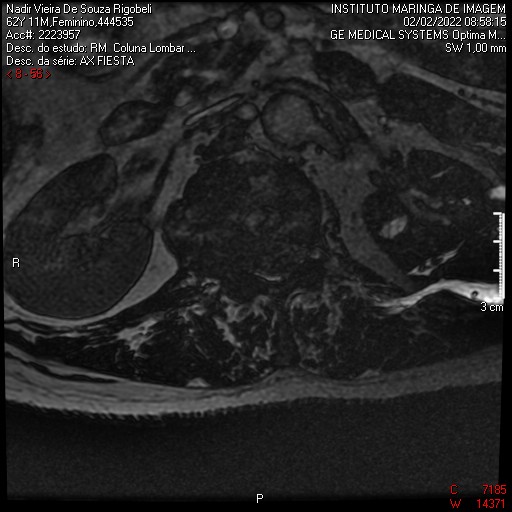 Nadir Vieira De Souza Rigobeli
INSTITUTO MARINGA DE IMAGEM
62Y 11M,Feminino,444535
02/02/2022 08:58:15
Acc#: 2223957
GE MEDICAL SYSTEMS Optima M...
Desc. do estudo: RM Coluna Lombar ...
SW 1,00 mm
Desc. da série: AX FIESTA
< 8 - 56 >
R
3 cm
P
C 7185
W 14371